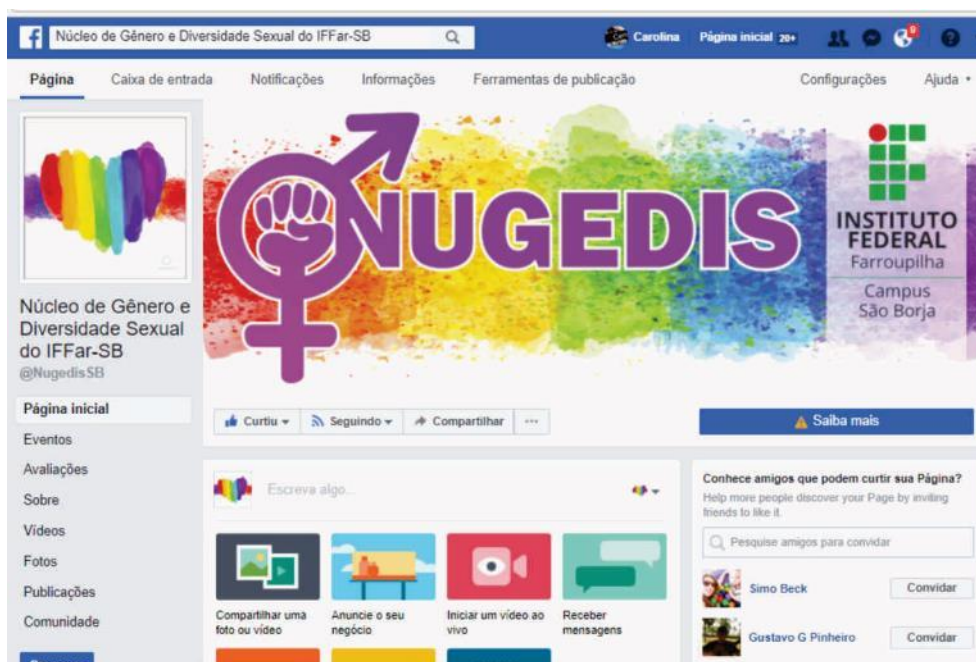 Núcleo de Gênero e Diversidade Sexual do IFFar-SB
Carolina
Página inicial 20+
9
Página
Caixa de entrada
Notificações
Informações
Ferramentas de publicação
Configurações
Ajuda
NUGEDIS
INSTITUTO
FEDERAL
Farroupilha
Campus
São Borja
Núcleo de Gênero e
Diversidade Sexual
do IFFar-SB
@NugedisSB
Página inicial
Eventos
Avaliações
Sobre
Vídeos
Fotos
Publicações
Comunidade
Curtiu
Seguindo
Compartilhar
Saiba mais
Escreva algo...
Compartilhar uma
foto ou vídeo
Anuncie o seu
negócio
Iniciar um vídeo ao
vivo
Receber
mensagens
Conhece amigos que podem curtir sua Página?
Help more people discover your Page by inviting
friends to like it.
Pesquise amigos para convidar
Simo Beck
Convidar
Gustavo G Pinheiro
Convidar